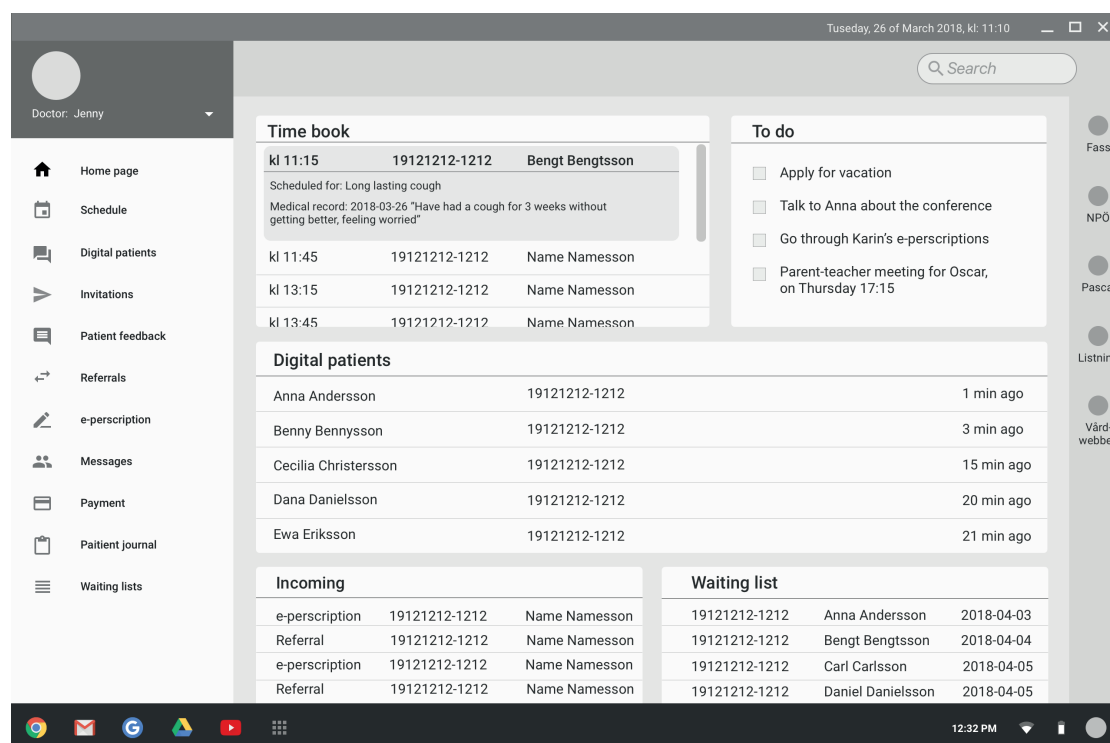 Tuseday, 26 of March 2018, kl: 11:10
Search
Doctor: Jenny
Home page
Schedule
Digital patients
Invitations
Patient feedback
Referrals
e-perscription
Messages
Payment
Paitient journal
Waiting lists
Time book
kl 11:15 19121212-1212 Bengt Bengtsson
Scheduled for: Long lasting cough
Medical record: 2018-03-26 “Have had a cough for 3 weeks without
getting better, feeling worried”
kl 11:45 19121212-1212 Name Namesson
kl 13:15 19121212-1212 Name Namesson
kl 13:45 19121212-1212 Name Namesson
To do
Apply for vacation
Talk to Anna about the conference
Go through Karin’s e-perscriptions
Parent-teacher meeting for Oscar,
on Thursday 17:15
Digital patients
Anna Andersson 19121212-1212 1 min ago
Benny Bennysson 19121212-1212 3 min ago
Cecilia Christersson 19121212-1212 15 min ago
Dana Danielsson 19121212-1212 20 min ago
Ewa Eriksson 19121212-1212 21 min ago
Incoming
e-perscription 19121212-1212 Name Namesson
Referral 19121212-1212 Name Namesson
e-perscription 19121212-1212 Name Namesson
Referral 19121212-1212 Name Namesson
Waiting list
19121212-1212 Anna Andersson 2018-04-03
19121212-1212 Bengt Bengtsson 2018-04-04
19121212-1212 Carl Carlsson 2018-04-05
19121212-1212 Daniel Danielsson 2018-04-05
Fass
NPÖ
Pasca
Listnin
Vård-
webbe
12:32 PM